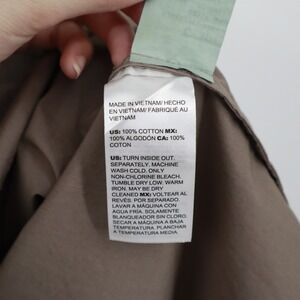 MADE IN VIETNAM/ HECHO
EN VIETNAM/ FABRIQUÉ AU
VIETNAM
US: 100% COTTON MX:
100% ALGODÓN CA: 100%
COTON
US: TURN INSIDE OUT.
SEPARATELY. MACHINE
WASH COLD. ONLY
NON-CHLORINE BLEACH.
TUMBLE DRY LOW. WARM
IRON. MAY BE DRY
CLEANED MX: VOLTEAR AL
REVÉS. POR SEPARADO.
LAVAR A MÁQUINA CON
AGUA FRÍA. SOLAMENTE
BLANQUEADOR SIN CLORO.
SECAR A MÁQUINA A BAJA
TEMPERATURA. PLANCHAR
A TEMPERATURA MEDIA.